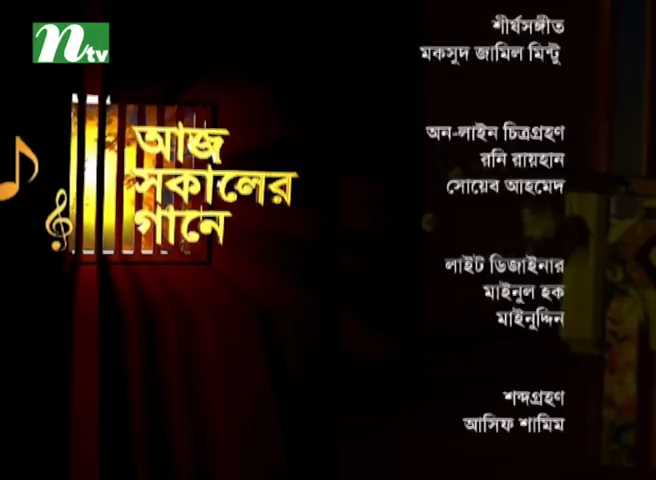 ntv
আজ
সকালের
গানে
শীর্ষসঙ্গীত
মকসুদ জামিল মিন্টু
অন-লাইন চিত্রগ্রহণ
রনি রায়হান
সোয়েব আহমেদ
লাইট ডিজাইনার
মাইনুল হক
মাইনুদ্দিন
শব্দগ্রহণ
আসিফ শামিম